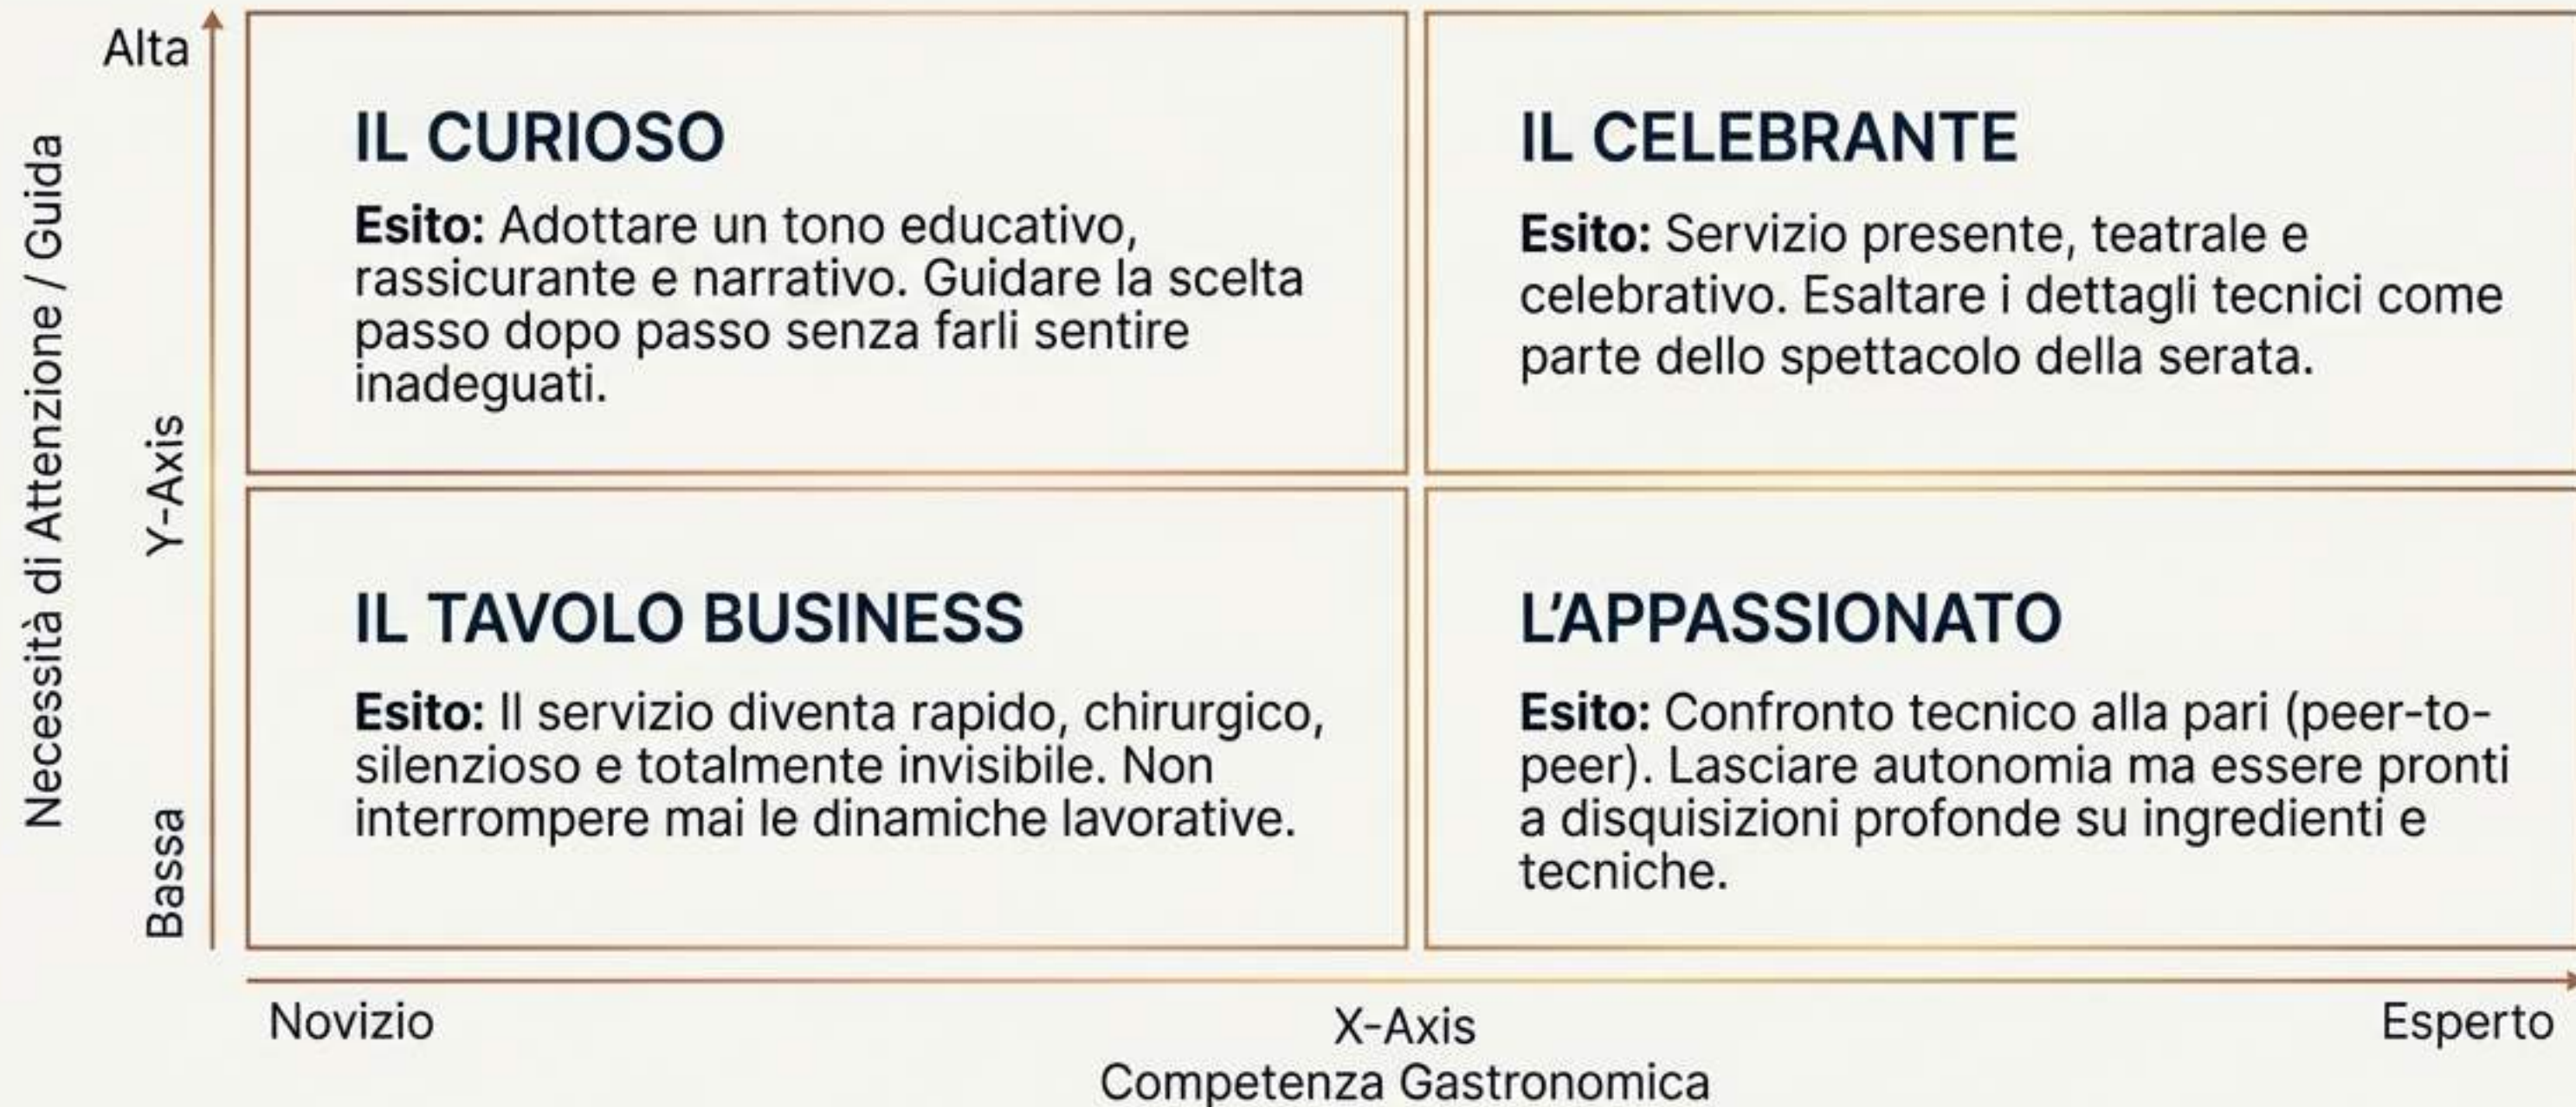 Alta
Necessità di Attenzione / Guida
Y-Axis
Bassa
IL CURIOSO
Esito: Adottare un tono educativo,
rassicurante e narrativo. Guidare la scelta
passo dopo passo senza farli sentire
inadeguati.
IL CELEBRANTE
Esito: Servizio presente, teatrale e
celebrativo. Esaltare i dettagli tecnici come
parte dello spettacolo della serata.
IL TAVOLO BUSINESS
Esito: Il servizio diventa rapido, chirurgico,
silenzioso e totalmente invisibile. Non
interrompere mai le dinamiche lavorative.
L'APPASSIONATO
Esito: Confronto tecnico alla pari (peer-to-
peer). Lasciare autonomia ma essere pronti
a disquisizioni profonde su ingredienti e
tecniche.
Novizio
X-Axis
Esperto
Competenza Gastronomica